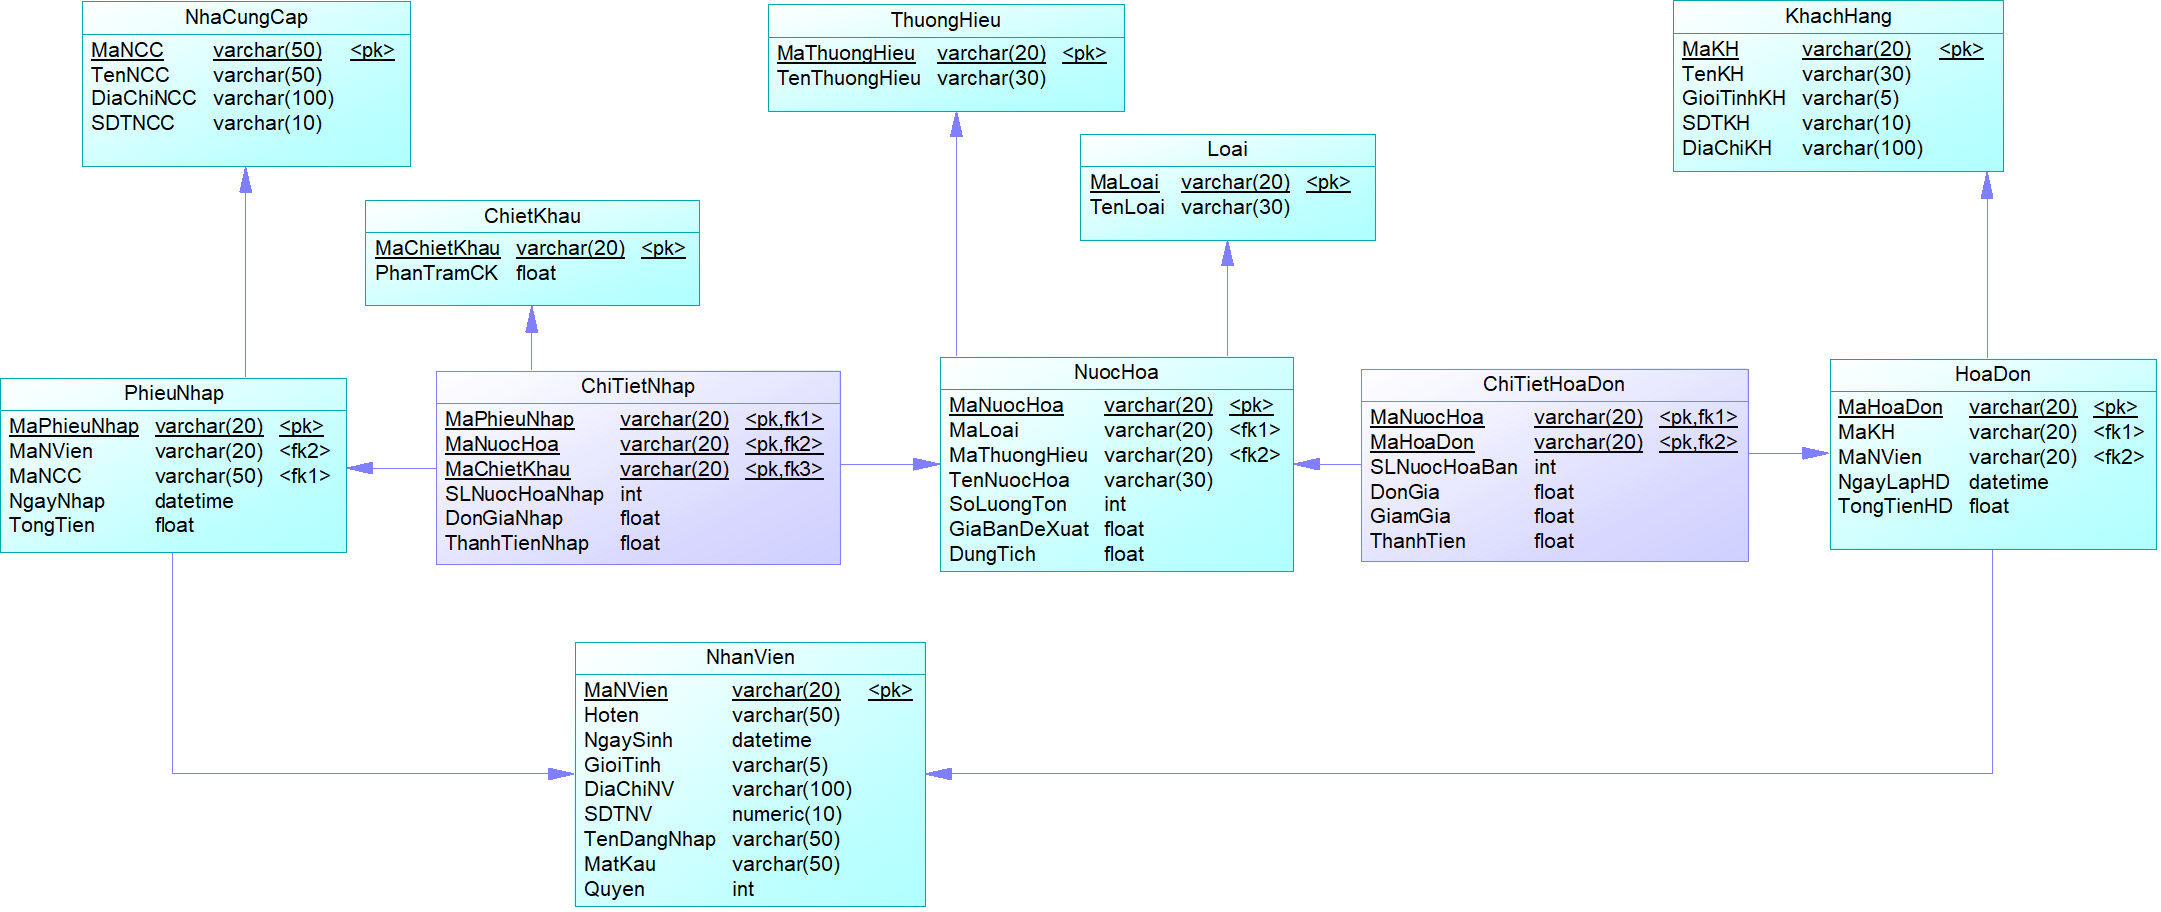 NhaCungCap
MaNCC varchar(50) <pk>
TenNCC varchar(50)
DiaChiNCC varchar(100)
SDTNCC varchar(10)
ThuongHieu
MaThuongHieu varchar(20) <pk>
TenThuongHieu varchar(30)
KhachHang
MaKH varchar(20) <pk>
TenKH varchar(30)
GioiTinhKH varchar(5)
SDTKH varchar(10)
DiaChiKH varchar(100)
Loai
MaLoai varchar(20) <pk>
TenLoai varchar(30)
ChietKhau
MaChietKhau varchar(20) <pk>
PhanTramCK float
PhieuNhap
MaPhieuNhap varchar(20) <pk>
MaNVien varchar(20) <fk2>
MaNCC varchar(50) <fk1>
NgayNhap datetime
TongTien float
ChiTietNhap
MaPhieuNhap varchar(20) <pk,fk1>
MaNuocHoa varchar(20) <pk,fk2>
MaChietKhau varchar(20) <pk,fk3>
SLNuocHoaNhap int
DonGiaNhap float
ThanhTienNhap float
NuocHoa
MaNuocHoa varchar(20) <pk>
MaLoai varchar(20) <fk1>
MaThuongHieu varchar(20) <fk2>
TenNuocHoa varchar(30)
SoLuongTon int
GiaBanDeXuat float
DungTich float
ChiTietHoaDon
MaNuocHoa varchar(20) <pk,fk1>
MaHoaDon varchar(20) <pk,fk2>
SLNuocHoaBan int
DonGia float
GiamGia float
ThanhTien float
HoaDon
MaHoaDon varchar(20) <pk>
MaKH varchar(20) <fk1>
MaNVien varchar(20) <fk2>
NgayLapHD datetime
TongTienHD float
NhanVien
MaNVien varchar(20) <pk>
Hoten varchar(50)
NgaySinh datetime
GioiTinh varchar(5)
DiaChiNV varchar(100)
SDTNV numeric(10)
TenDangNhap varchar(50)
MatKau varchar(50)
Quyen int